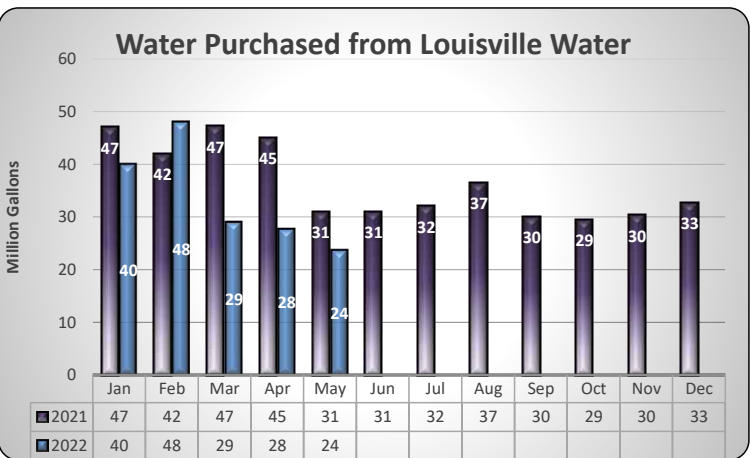 Water Purchased from Louisville Water
Million Gallons
60
50
40
30
20
10
0
47 42 47 45 31 31 32 37 30 29 30 33
40 48 29 28 24
Jan Feb Mar Apr May Jun Jul Aug Sep Oct Nov Dec
2021 47 42 47 45 31 31 32 37 30 29 30 33
2022 40 48 29 28 24